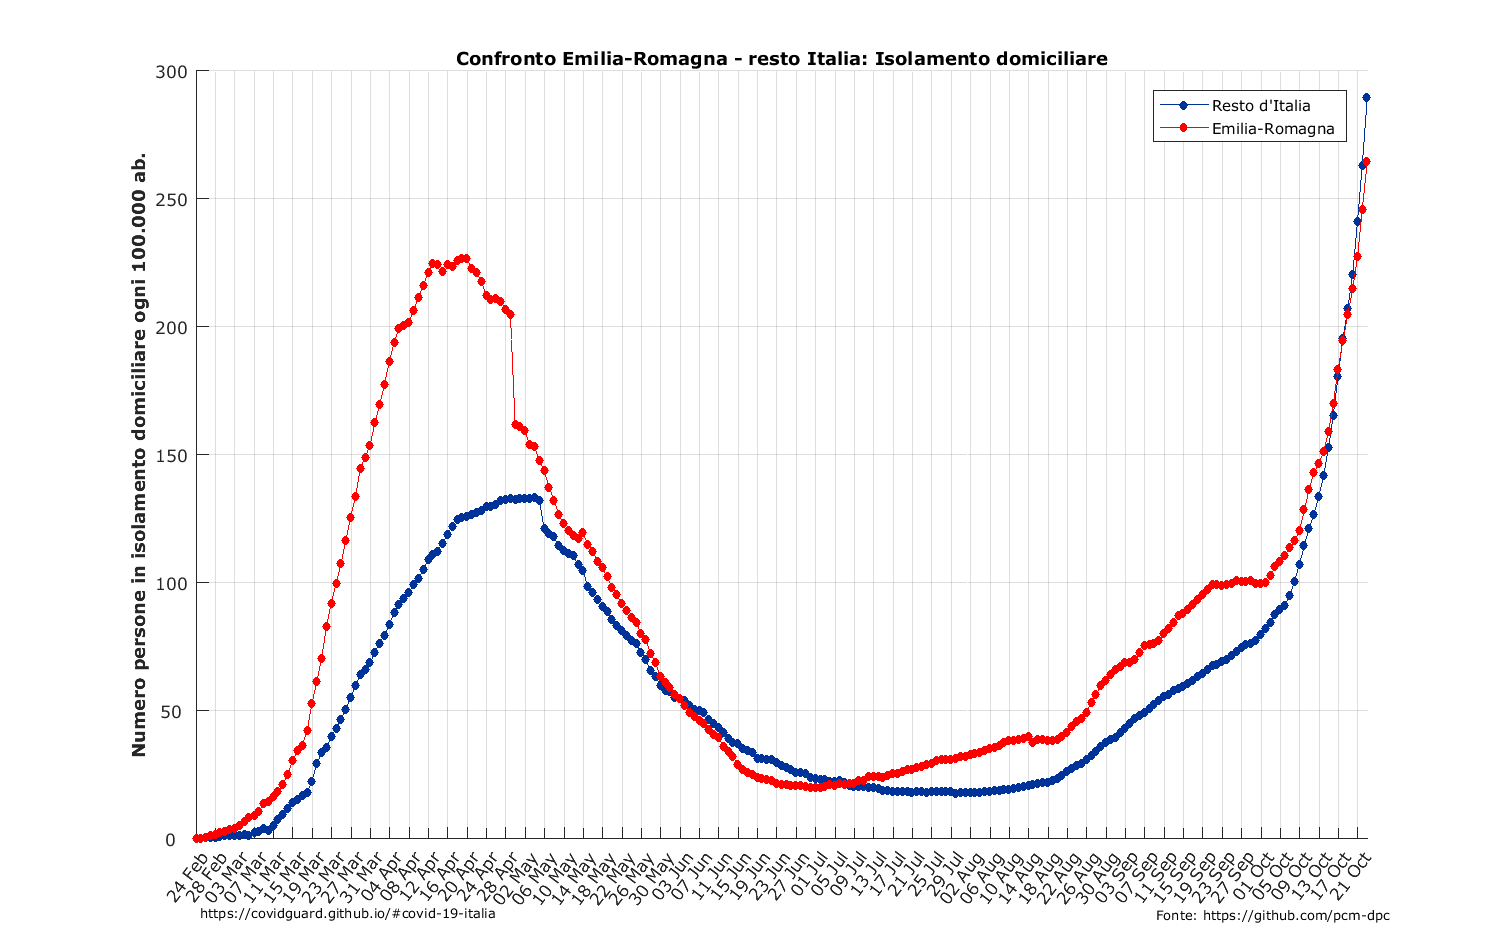 Confronto Emilia-Romagna - resto Italia: Isolamento domiciliare
Numero persone in isolamento domiciliare ogni 100.000 ab.
300
250
200
150
100
50
0
Resto d'Italia
Emilia-Romagna
24 Feb
28 Feb
03 Mar
07 Mar
11 Mar
15 Mar
19 Mar
23 Mar
27 Mar
31 Mar
04 Apr
08 Apr
12 Apr
16 Apr
20 Apr
24 Apr
28 Apr
02 May
06 May
10 May
14 May
18 May
22 May
26 May
30 May
03 Jun
07 Jun
11 Jun
15 Jun
19 Jun
23 Jun
27 Jun
01 Jul
05 Jul
09 Jul
13 Jul
17 Jul
21 Jul
25 Jul
29 Jul
02 Aug
06 Aug
10 Aug
14 Aug
18 Aug
22 Aug
26 Aug
30 Aug
03 Sep
07 Sep
11 Sep
15 Sep
19 Sep
23 Sep
27 Sep
01 Oct
05 Oct
09 Oct
13 Oct
17 Oct
21 Oct
https://covidguard.github.io/#covid-19-italia
Fonte: https://github.com/pcm-dpc